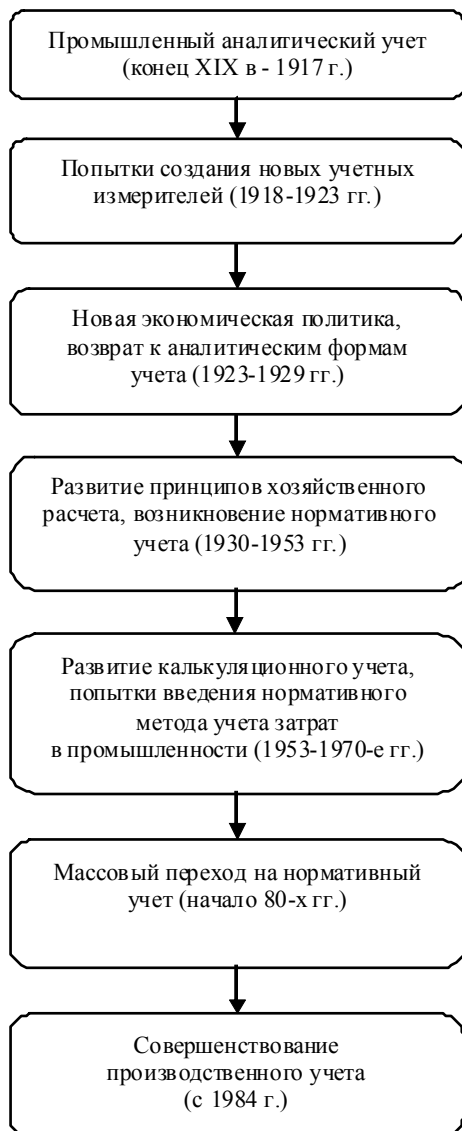 Промышленный аналитический учет
(конец XIX в - 1917 г.)
Попытки создания новых учетных
измерителей (1918-1923 гг.)
Новая экономическая политика,
возврат к аналитическим формам
учета (1923-1929 гг.)
Развитие принципов хозяйственного
расчета, возникновение нормативного
учета (1930-1953 гг.)
Развитие калькуляционного учета,
попытки введения нормативного
метода учета затрат
в промышленности (1953-1970-е гг.)
Массовый переход на нормативный
учет (начало 80-х гг.)
Совершенствование
производственного учета
(с 1984 г.)